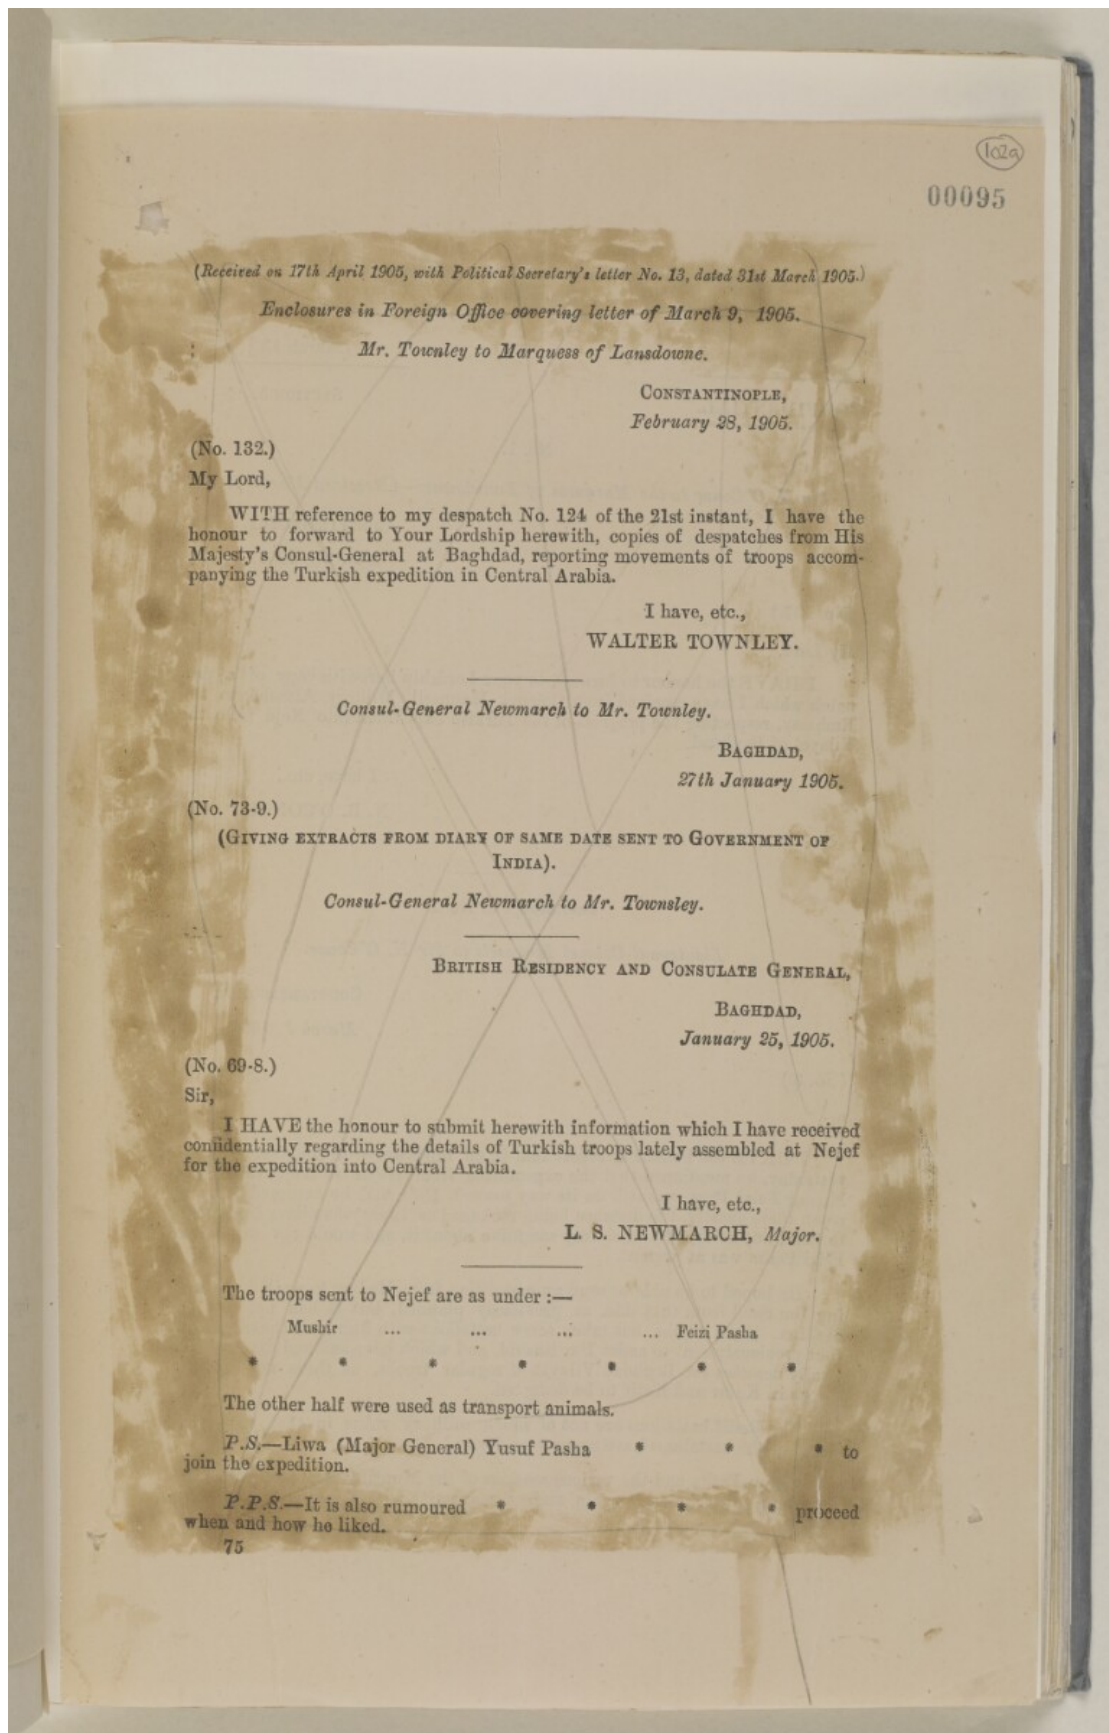 102a
00095
(Received on 17th April 1905, with Political Secretary's letter No. 13, dated 31st March 1905.)
Enclosures in Foreign Office covering letter of March 9, 1905.
Mr. Townley to Marquess of Lansdowne.
CONSTANTINOPLE,
February 28, 1905.
(No. 132.)
My Lord,
WITH reference to my despatch No. 124 of the 21st instant, I have the
honour to forward to Your Lordship herewith, copies of despatches from His
Majesty's Consul-General at Baghdad, reporting movements of troops accom-
panying the Turkish expedition in Central Arabia.
I have, etc.,
WALTER TOWNLEY.
Consul-General Newmarch to Mr. Townley.
BAGHDAD,
27th January 1905.
(No. 73-9.)
(GIVING EXTRACTS FROM DIARY OF SAME DATE SENT TO GOVERNMENT OF
INDIA).
Consul-General Newmarch to Mr. Townsley.
BRITISH RESIDENCY AND CONSULATE GENERAL,
BAGHDAD,
January 25, 1905.
(No. 69-8.)
Sir,
I HAVE the honour to submit herewith information which I have received
confidentially regarding the details of Turkish troops lately assembled at Nejef
for the expedition into Central Arabia.
I have, etc.,
L. S. NEWMARCH, Major.
The troops sent to Nejef are as under :—
Mushir ... ... ... ... Feizi Pasha
* * * * * * *
The other half were used as transport animals.
P.S.—Liwa (Major General) Yusuf Pasha * * * to
join the expedition.
P.P.S.—It is also rumoured * * * * proceed
when and how he liked.
75